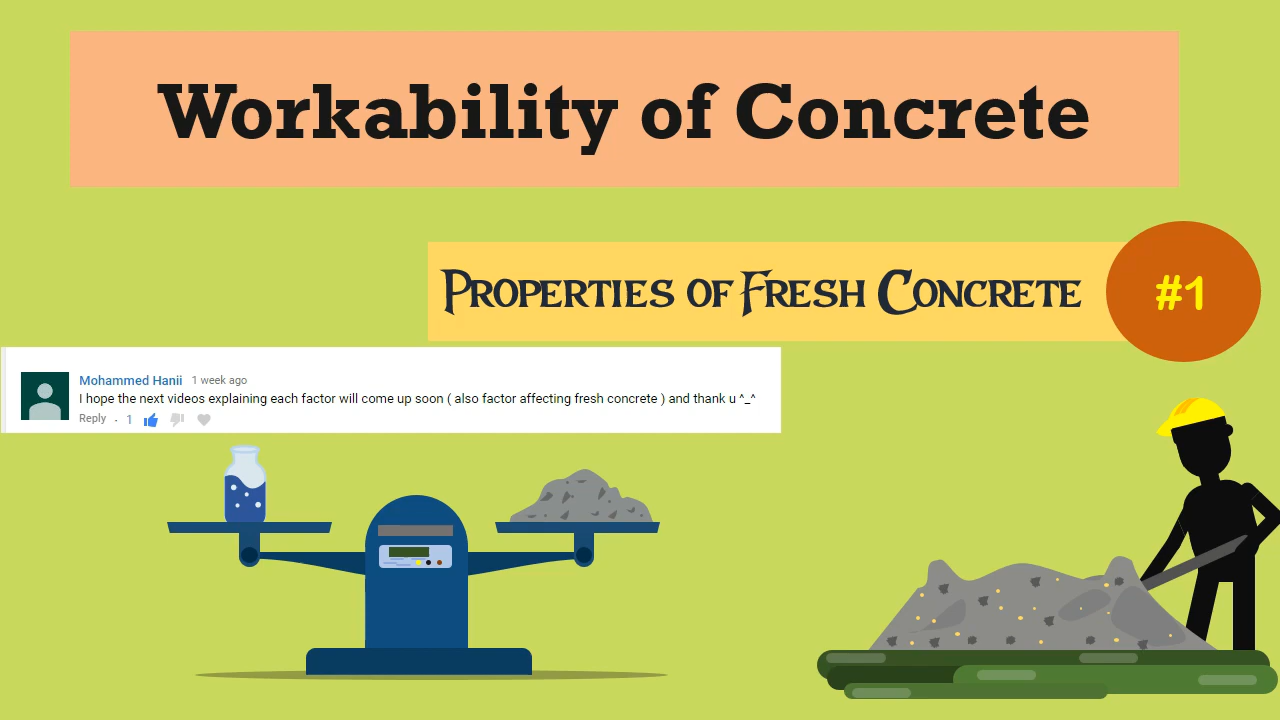 Workability of Concrete
Properties of Fresh Concrete
#1
Mohammed Hanii 1 week ago
I hope the next videos explaining each factor will come up soon ( also factor affecting fresh concrete ) and thank u ^_^
Reply · 1